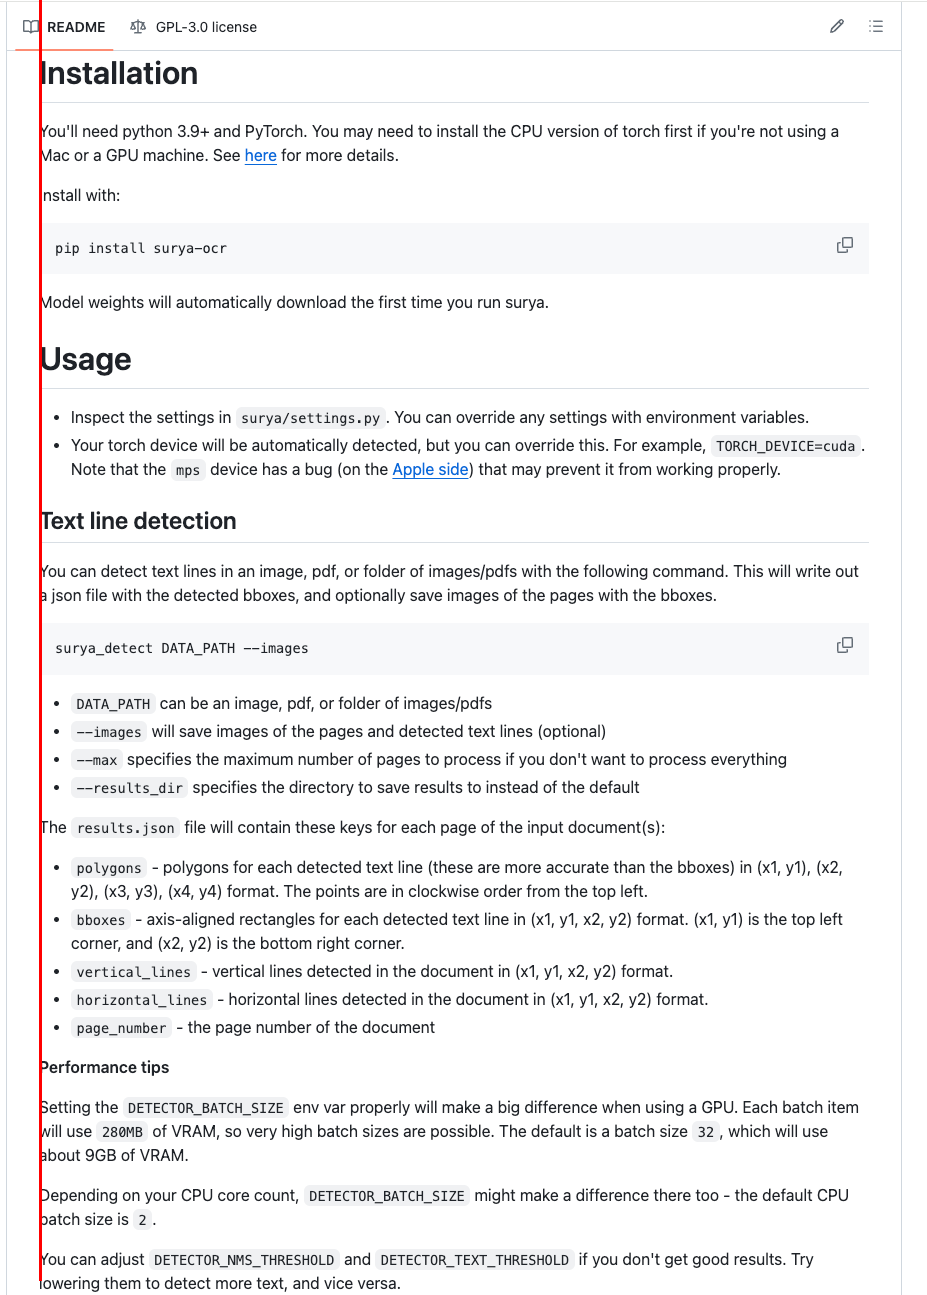 README GPL-3.0 license
Installation
You'll need python 3.9+ and PyTorch. You may need to install the CPU version of torch first if you're not using a
Mac or a GPU machine. See here for more details.
Install with:
pip install surya-ocr
Model weights will automatically download the first time you run surya.
Usage
• Inspect the settings in surya/settings.py. You can override any settings with environment variables.
• Your torch device will be automatically detected, but you can override this. For example, TORCH_DEVICE=cuda.
Note that the mps device has a bug (on the Apple side) that may prevent it from working properly.
Text line detection
You can detect text lines in an image, pdf, or folder of images/pdfs with the following command. This will write out
a json file with the detected bboxes, and optionally save images of the pages with the bboxes.
surya_detect DATA_PATH --images
• DATA_PATH can be an image, pdf, or folder of images/pdfs
• --images will save images of the pages and detected text lines (optional)
• --max specifies the maximum number of pages to process if you don't want to process everything
• --results_dir specifies the directory to save results to instead of the default
The results.json file will contain these keys for each page of the input document(s):
• polygons - polygons for each detected text line (these are more accurate than the bboxes) in (x1, y1), (x2,
y2), (x3, y3), (x4, y4) format. The points are in clockwise order from the top left.
• bboxes - axis-aligned rectangles for each detected text line in (x1, y1, x2, y2) format. (x1, y1) is the top left
corner, and (x2, y2) is the bottom right corner.
• vertical_lines - vertical lines detected in the document in (x1, y1, x2, y2) format.
• horizontal_lines - horizontal lines detected in the document in (x1, y1, x2, y2) format.
• page_number - the page number of the document
Performance tips
Setting the DETECTOR_BATCH_SIZE env var properly will make a big difference when using a GPU. Each batch item
will use 280MB of VRAM, so very high batch sizes are possible. The default is a batch size 32, which will use
about 9GB of VRAM.
Depending on your CPU core count, DETECTOR_BATCH_SIZE might make a difference there too - the default CPU
batch size is 2.
You can adjust DETECTOR_NMS_THRESHOLD and DETECTOR_TEXT_THRESHOLD if you don't get good results. Try
lowering them to detect more text, and vice versa.